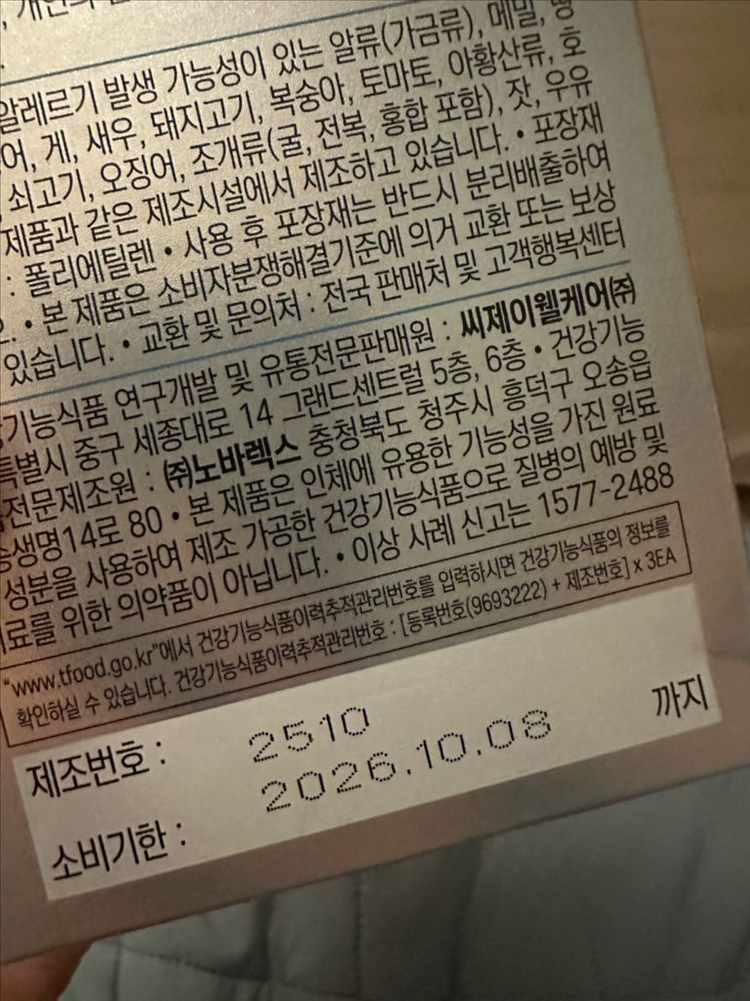 알레르기 발생 가능성이 있는 알류(가금류), 메밀,
어, 게, 새우, 돼지고기, 복숭아, 토마토, 아황산류, 호
쇠고기, 오징어, 조개류(굴, 전복, 홍합 포함), 잣, 우유
제품과 같은 제조시설에서 제조하고 있습니다. • 포장재
: 폴리에틸렌 • 사용 후 포장재는 반드시 분리배출하여
• 본 제품은 소비자분쟁해결기준에 의거 교환 또는 보상
있습니다. • 교환 및 문의처 : 전국 판매처 및 고객행복센터
기능식품 연구개발 및 유통전문판매원 : 씨제이웰케어㈜
특별시 중구 세종대로 14 그랜드센트럴 5층, 6층 • 건강기능
전문제조원 : ㈜노바렉스 충청북도 청주시 흥덕구 오송읍
송생명14로 80 • 본 제품은 인체에 유용한 기능성을 가진 원료
성분을 사용하여 제조 가공한 건강기능식품으로 질병의 예방 및
료를 위한 의약품이 아닙니다. • 이상 사례 신고는 1577-2488
"www.tfood.go.kr"에서 건강기능식품이력추적관리번호를 입력하시면 건강기능식품의 정보를
확인하실 수 있습니다. 건강기능식품이력추적관리번호 : [등록번호(9693222) + 제조번호] x 3EA
제조번호 : 2510
소비기한 : 2026.10.08 까지